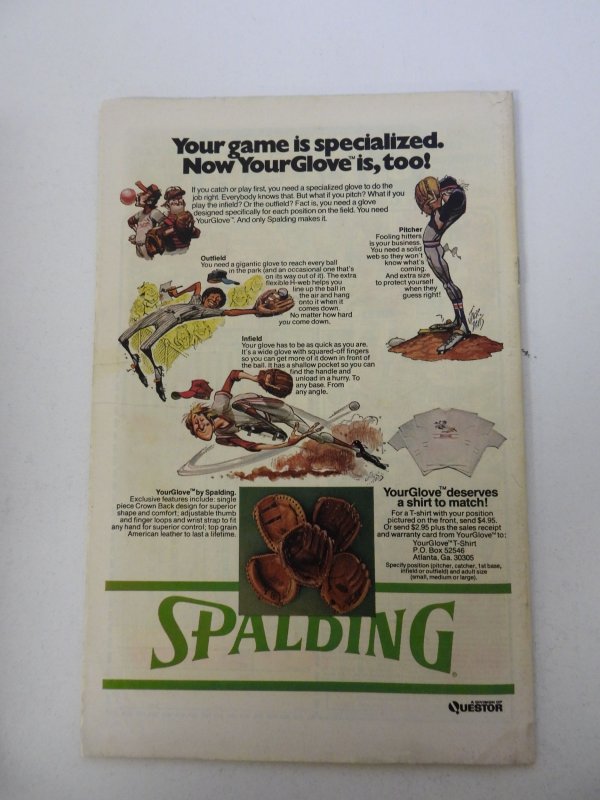 Your game is specialized.
Now YourGlove™ is, too!
If you catch or play first, you need a specialized glove to do the
job right. Everybody knows that. But what if you pitch? What if you
play the infield? Or the outfield? Fact is, you need a glove
designed specifically for each position on the field. You need
YourGlove™. And only Spalding makes it.
Pitcher
Fooling hitters
is your business.
You need a solid
web so they won't
know what's
coming.
And extra size
to protect yourself
when they
guess right!
Outfield
You need a gigantic glove to reach every ball
in the park (and an occasional one that's
on its way out of it). The extra
flexible H-web helps you
line up the ball in
the air and hang
onto it when it
comes down.
No matter how hard
you come down.
Infield
Your glove has to be as quick as you are.
It's a wide glove with squared-off fingers
so you can get more of it down in front of
the ball. It has a shallow pocket so you can
find the handle and
unload in a hurry. To
any base. From
any angle.
YourGlove™ by Spalding.
Exclusive features include: single
piece Crown Back design for superior
shape and comfort; adjustable thumb
and finger loops and wrist strap to fit
any hand for superior control; top grain
American leather to last a lifetime.
YourGlove™ deserves
a shirt to match!
For a T-shirt with your position
pictured on the front, send $4.95.
Or send $2.95 plus the sales receipt
and warranty card from YourGlove™ to:
YourGlove™ T-Shirt
P.O. Box 52546
Atlanta, Ga. 30305
Specify position (pitcher, catcher, 1st base,
infield or outfield) and adult size
(small, medium or large).
SPALDING®
A DIVISION OF
QUESTOR